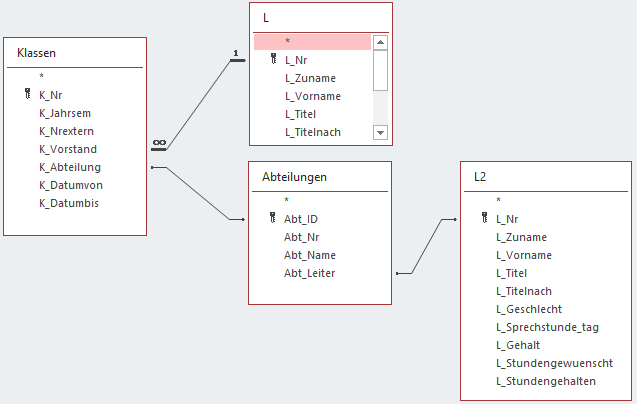 Klassen
*
K_Nr
K_Jahrsem
K_Nrextern
K_Vorstand
K_Abteilung
K_Datumvon
K_Datumbis
1
∞
L
*
L_Nr
L_Zuname
L_Vorname
L_Titel
L_Titelnach
Abteilungen
*
Abt_ID
Abt_Nr
Abt_Name
Abt_Leiter
L2
*
L_Nr
L_Zuname
L_Vorname
L_Titel
L_Titelnach
L_Geschlecht
L_Sprechstunde_tag
L_Gehalt
L_Stundengewuenscht
L_Stundengehalten